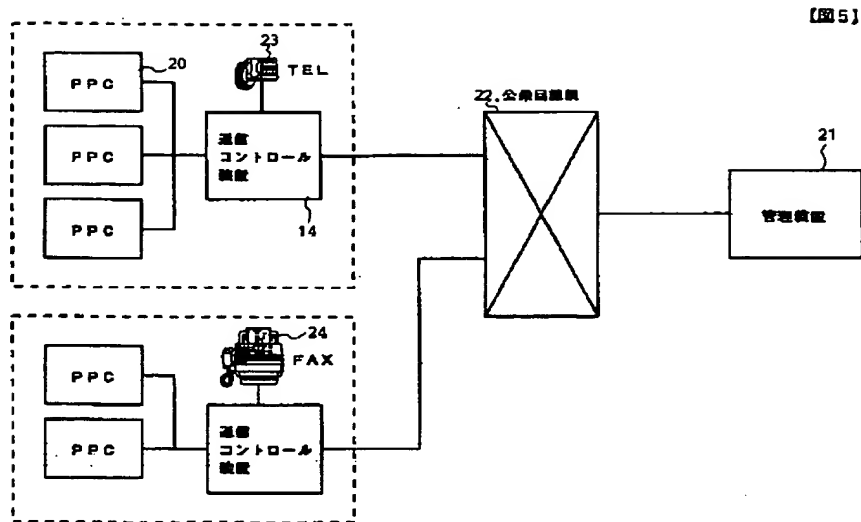 【図5】
PPC
20
23
TEL
PPC
通信
コントロール
装置
PPC
14
22.公衆回線網
21
管理装置
24
FAX
PPC
PPC
通信
コントロール
装置